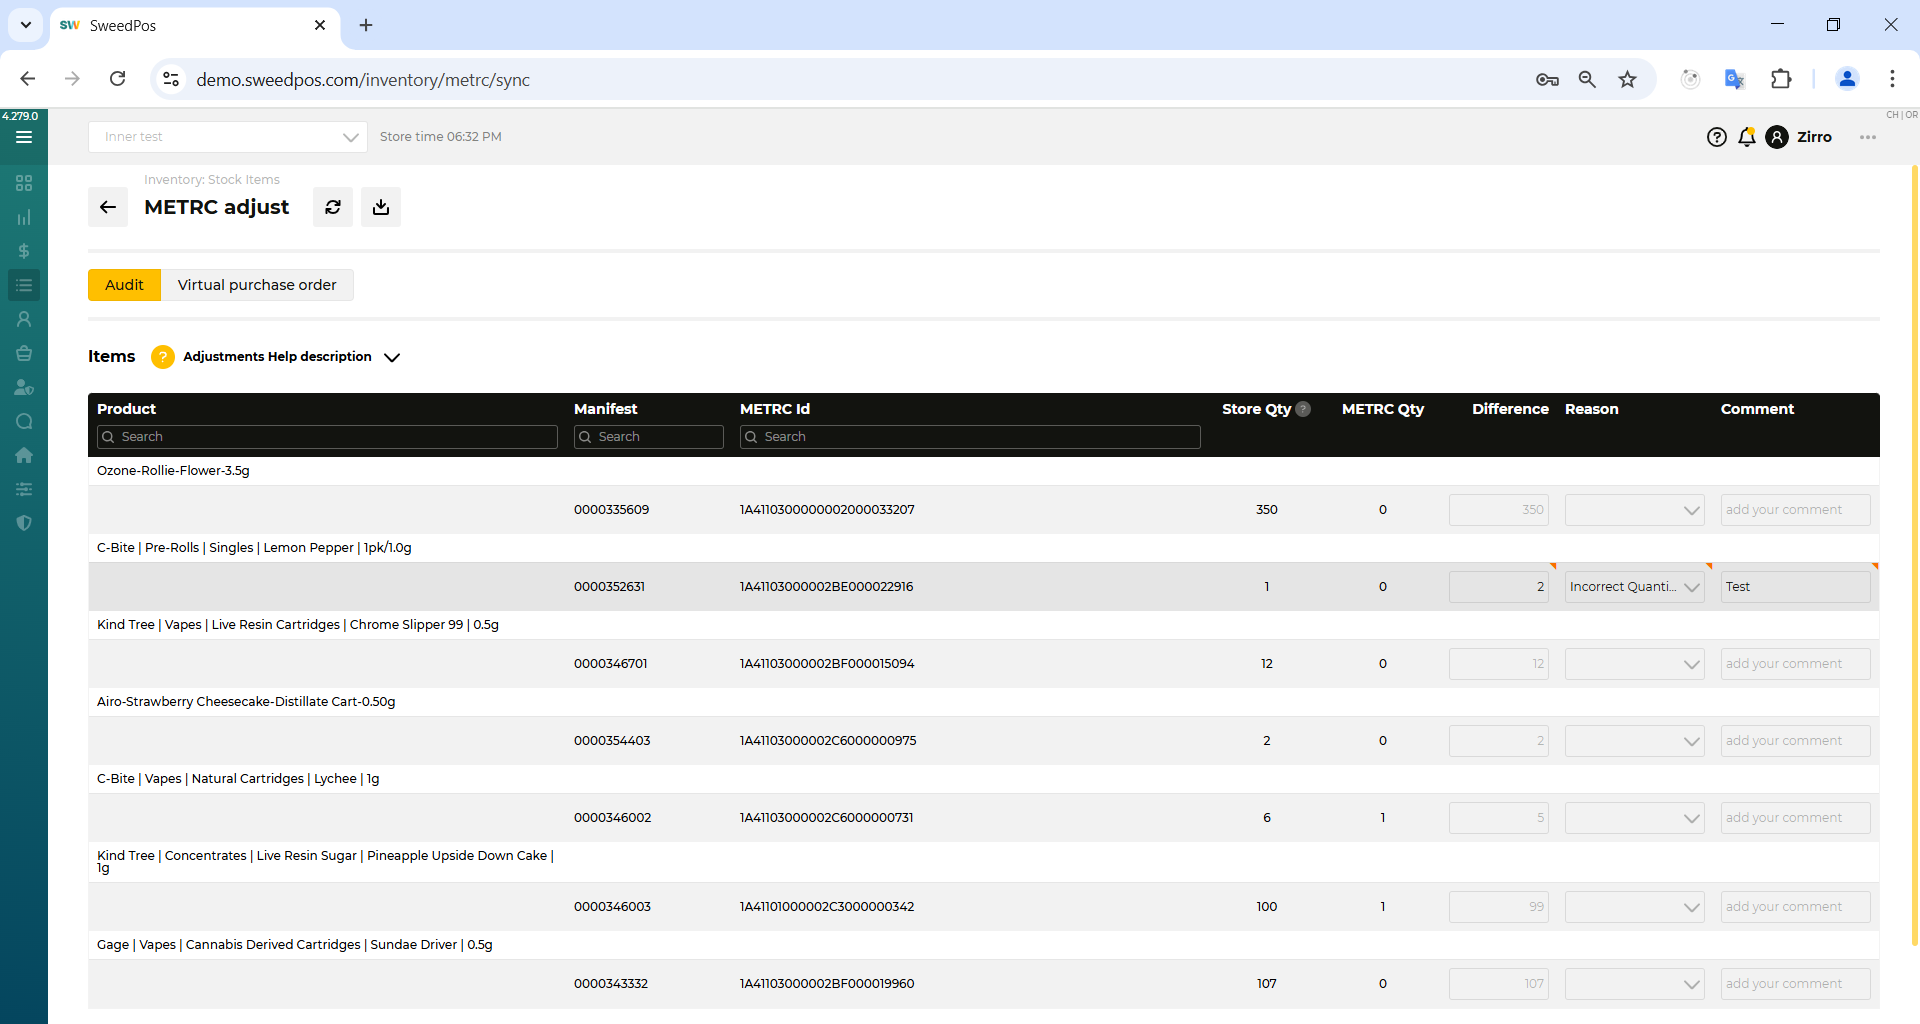 SW SweedPos
demo.sweedpos.com/inventory/metrc/sync
4.279.0
CH | OR
Inner test
Store time 06:32 PM
Zirro
Inventory: Stock Items
METRC adjust
Audit
Virtual purchase order
Items
? Adjustments Help description
Product Manifest METRC Id Store Qty ? METRC Qty Difference Reason Comment
Search Search Search
Ozone-Rollie-Flower-3.5g
0000335609 1A4110300000002000033207 350 0 350 add your comment
C-Bite | Pre-Rolls | Singles | Lemon Pepper | 1pk/1.0g
0000352631 1A41103000002BE000022916 1 0 2 Incorrect Quanti... Test
Kind Tree | Vapes | Live Resin Cartridges | Chrome Slipper 99 | 0.5g
0000346701 1A41103000002BF000015094 12 0 12 add your comment
Airo-Strawberry Cheesecake-Distillate Cart-0.50g
0000354403 1A41103000002C6000000975 2 0 2 add your comment
C-Bite | Vapes | Natural Cartridges | Lychee | 1g
0000346002 1A41103000002C6000000731 6 1 5 add your comment
Kind Tree | Concentrates | Live Resin Sugar | Pineapple Upside Down Cake |
1g
0000346003 1A41101000002C3000000342 100 1 99 add your comment
Gage | Vapes | Cannabis Derived Cartridges | Sundae Driver | 0.5g
0000343332 1A41103000002BF000019960 107 0 107 add your comment